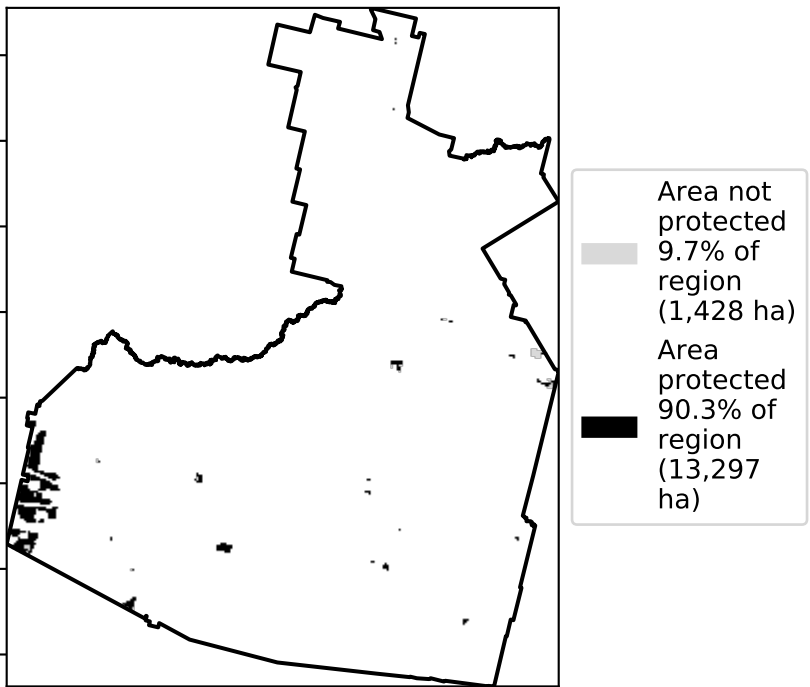 Area not
protected
9.7% of
region
(1,428 ha)
Area
protected
90.3% of
region
(13,297
ha)